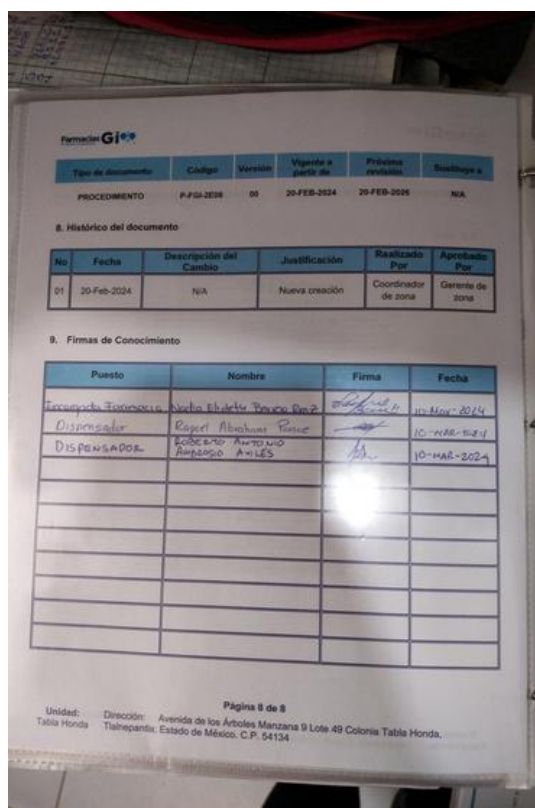 Farmacias Gi
Tipo de documento Código Versión Vigente a partir de Próxima revisión Sustituye a
PROCEDIMIENTO P-FGI-2E08 00 20-FEB-2024 20-FEB-2026 N/A
8. Histórico del documento
No Fecha Descripción del Cambio Justificación Realizado Por Aprobado Por
01 20-Feb-2024 N/A Nueva creación Coordinador de zona Gerente de zona
9. Firmas de Conocimiento
Puesto Nombre Firma Fecha
Encargada Farmacia Nadia 10-Mar-2024
Dispensador Raquel Abraham Ponce 10-MAR-2024
DISPENSADOR ROBERTO ANTONIO AMBROSIO AVILÉS 10-MAR-2024
Página 8 de 8
Unidad: Tabla Honda
Dirección: Avenida de los Árboles Manzana 9 Lote 49 Colonia Tabla Honda,
Tlalnepantla; Estado de México. C.P. 54134